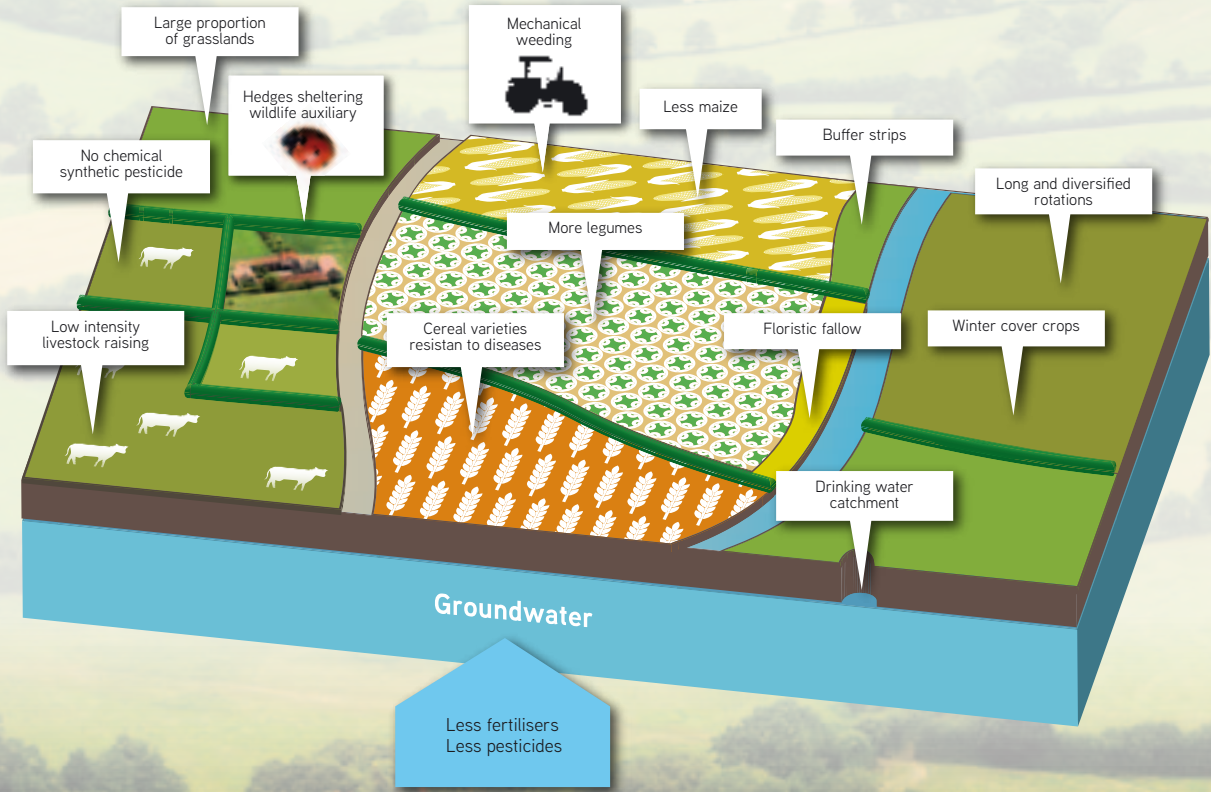 Large proportion
of grasslands
Mechanical
weeding
Hedges sheltering
wildlife auxiliary
Less maize
Buffer strips
No chemical
synthetic pesticide
Long and diversified
rotations
More legumes
Low intensity
livestock raising
Cereal varieties
resistan to diseases
Floristic fallow
Winter cover crops
Drinking water
catchment
Groundwater
Less fertilisers
Less pesticides